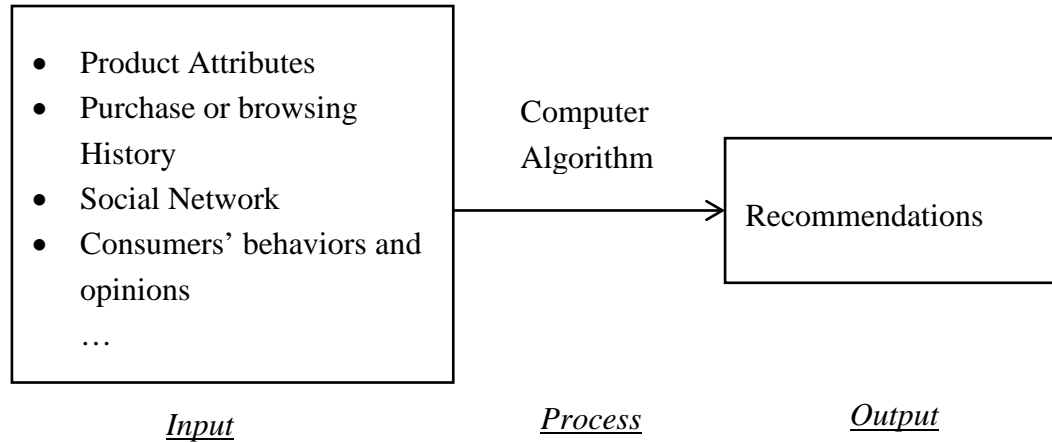 • Product Attributes
• Purchase or browsing
History
• Social Network
• Consumers’ behaviors and
opinions
…
Computer
Algorithm
Recommendations
Input
Process
Output